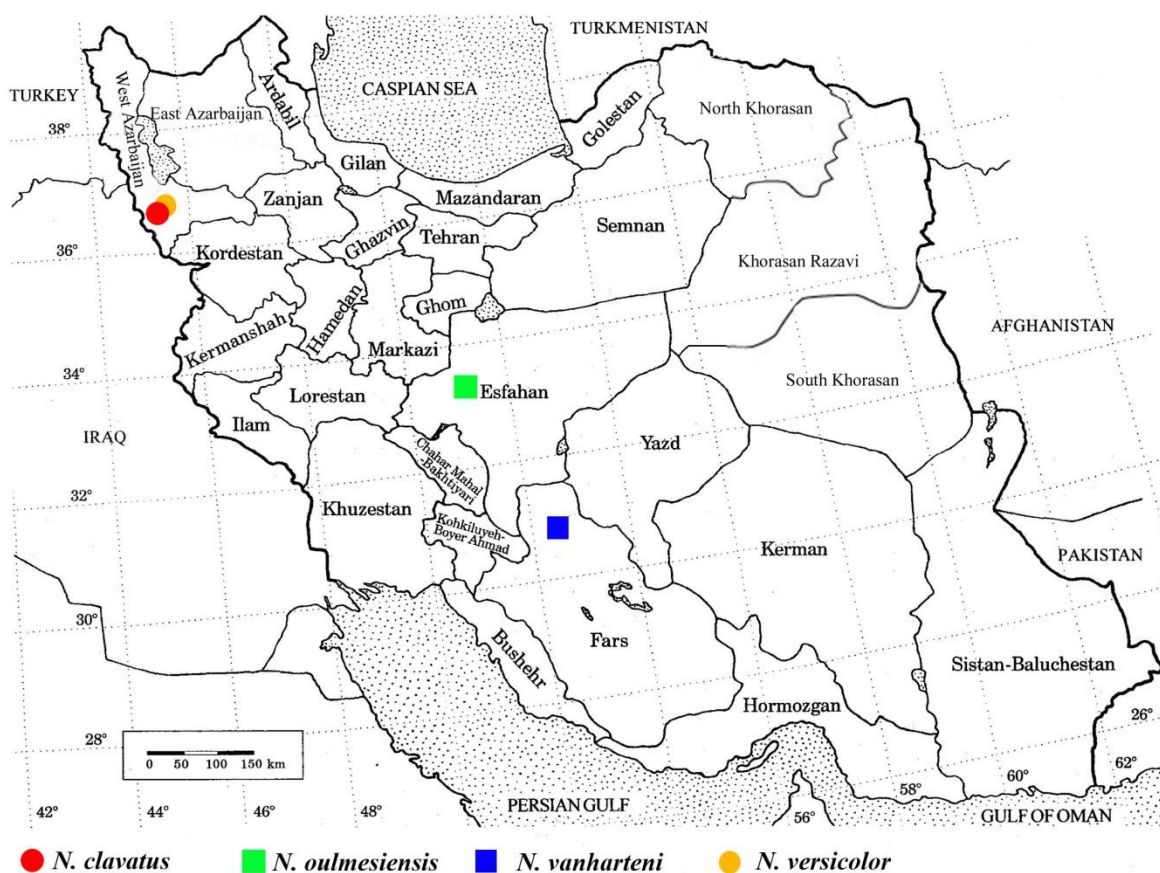 TURKMENISTAN
TURKEY
CASPIAN SEA
West Azarbaijan
East Azarbaijan
Ardabil
Golestan
North Khorasan
38°
Gilan
Zanjan
Mazandaran
Ghazvin
Tehran
Semnan
Kordestan
36°
Khorasan Razavi
Hamedan
Ghom
Kermanshah
Markazi
AFGHANISTAN
34°
Lorestan
Esfahan
South Khorasan
Ilam
IRAQ
Chahar Mahal
-Bakhtiyari
Yazd
32°
Khuzestan
Kohkiluyeh-
Boyer Ahmad
Kerman
PAKISTAN
30°
Bushehr
Fars
Sistan-Baluchestan
Hormozgan
28°
26°
0 50 100 150 km
PERSIAN GULF
GULF OF OMAN
42° 44° 46 48 56° 58° 60° 62°
N. clavatus N. oulmesiensis N. vanharteni N. versicolor